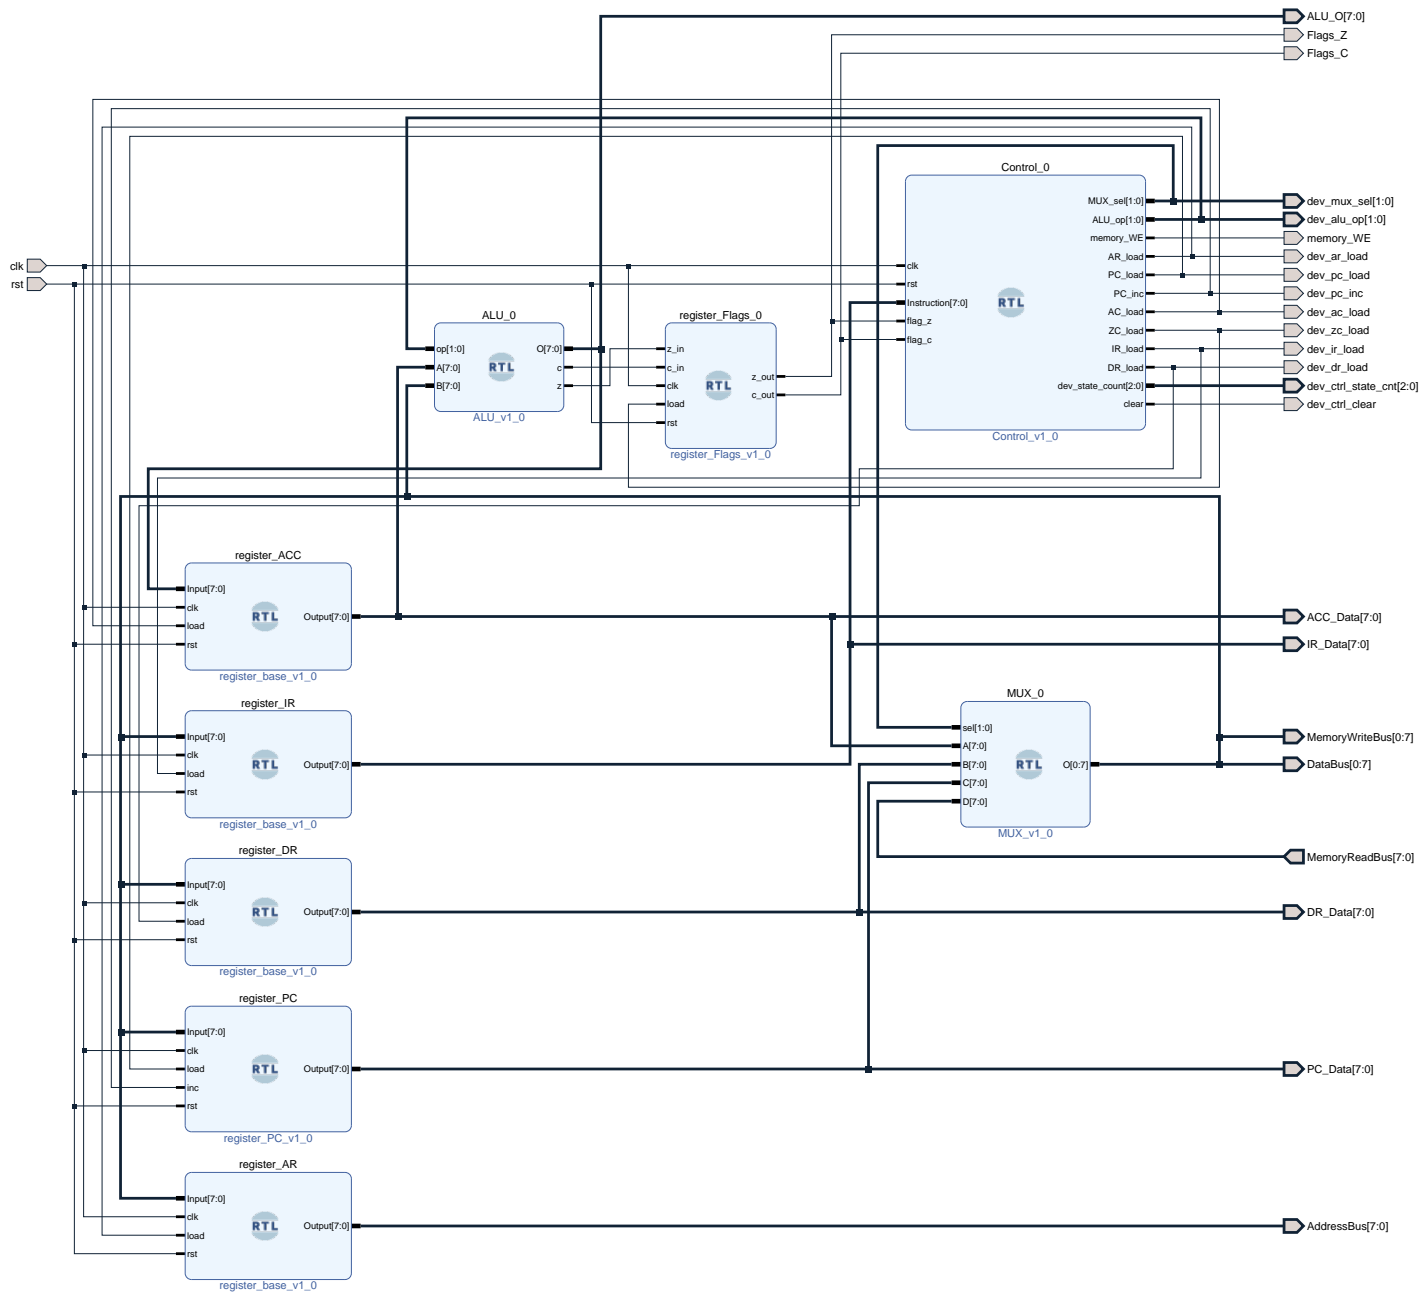 ALU_O[7:0]
Flags_Z
Flags_C
Control_0
MUX_sel[1:0]
dev_mux_sel[1:0]
ALU_op[1:0]
dev_alu_op[1:0]
memory_WE
memory_WE
AR_load
dev_ar_load
clk
clk
PC_load
dev_pc_load
rst
rst
PC_inc
dev_pc_inc
Instruction[7:0]
RTL
AC_load
dev_ac_load
flag_z
ZC_load
dev_zc_load
flag_c
IR_load
dev_ir_load
DR_load
dev_dr_load
dev_state_count[2:0]
dev_ctrl_state_cnt[2:0]
clear
dev_ctrl_clear
Control_v1_0
ALU_0
op[1:0]
O[7:0]
A[7:0]
RTL
c
B[7:0]
z
ALU_v1_0
register_Flags_0
z_in
c_in
z_out
clk
RTL
c_out
load
rst
register_Flags_v1_0
register_ACC
Input[7:0]
clk
RTL
Output[7:0]
load
rst
register_base_v1_0
ACC_Data[7:0]
IR_Data[7:0]
register_IR
Input[7:0]
clk
RTL
Output[7:0]
load
rst
register_base_v1_0
MUX_0
sel[1:0]
A[7:0]
B[7:0]
RTL
O[0:7]
C[7:0]
D[7:0]
MUX_v1_0
MemoryWriteBus[0:7]
DataBus[0:7]
MemoryReadBus[7:0]
register_DR
Input[7:0]
clk
RTL
Output[7:0]
load
rst
register_base_v1_0
DR_Data[7:0]
register_PC
Input[7:0]
clk
load
RTL
Output[7:0]
inc
rst
register_PC_v1_0
PC_Data[7:0]
register_AR
Input[7:0]
clk
RTL
Output[7:0]
load
rst
register_base_v1_0
AddressBus[7:0]